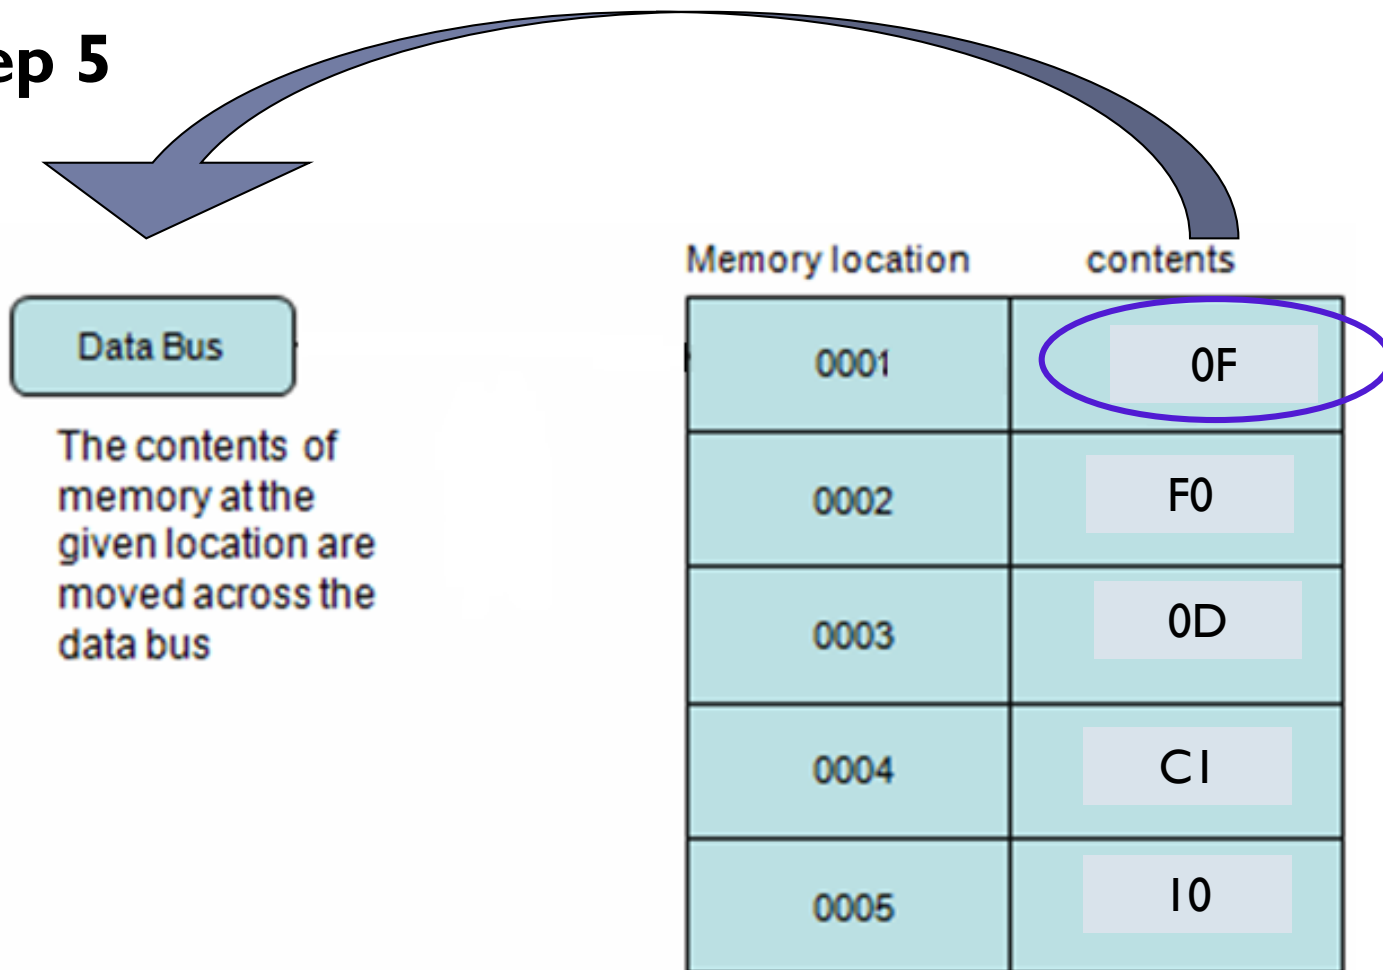 ep 5
Memory location contents
Data Bus
0001 0F
The contents of
memory at the
given location are
moved across the
data bus
0002 F0
0003 0D
0004 C1
0005 10